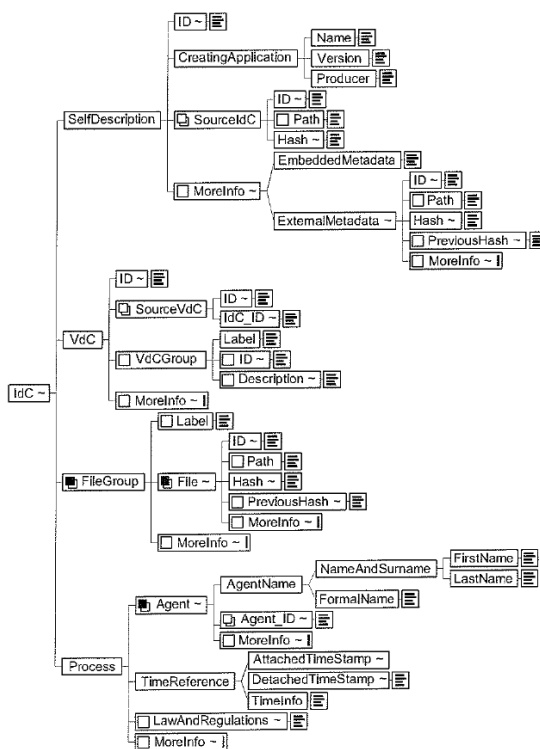 ID ~
CreatingApplication
Name
Version
Producer
SelfDescription
SourceIdC
ID ~
Path
Hash ~
MoreInfo ~
EmbeddedMetadata
ExternalMetadata ~
ID ~
Path
Hash ~
PreviousHash ~
MoreInfo ~
IdC ~
VdC
ID ~
SourceVdC
ID ~
IdC_ID ~
VdCGroup
Label
ID ~
Description ~
MoreInfo ~
FileGroup
Label
File ~
ID ~
Path
Hash ~
PreviousHash ~
MoreInfo ~
MoreInfo ~
Process
Agent ~
AgentName
NameAndSurname
FirstName
LastName
FormalName
Agent_ID ~
MoreInfo ~
TimeReference
AttachedTimeStamp ~
DetachedTimeStamp ~
TimeInfo
LawAndRegulations ~
MoreInfo ~